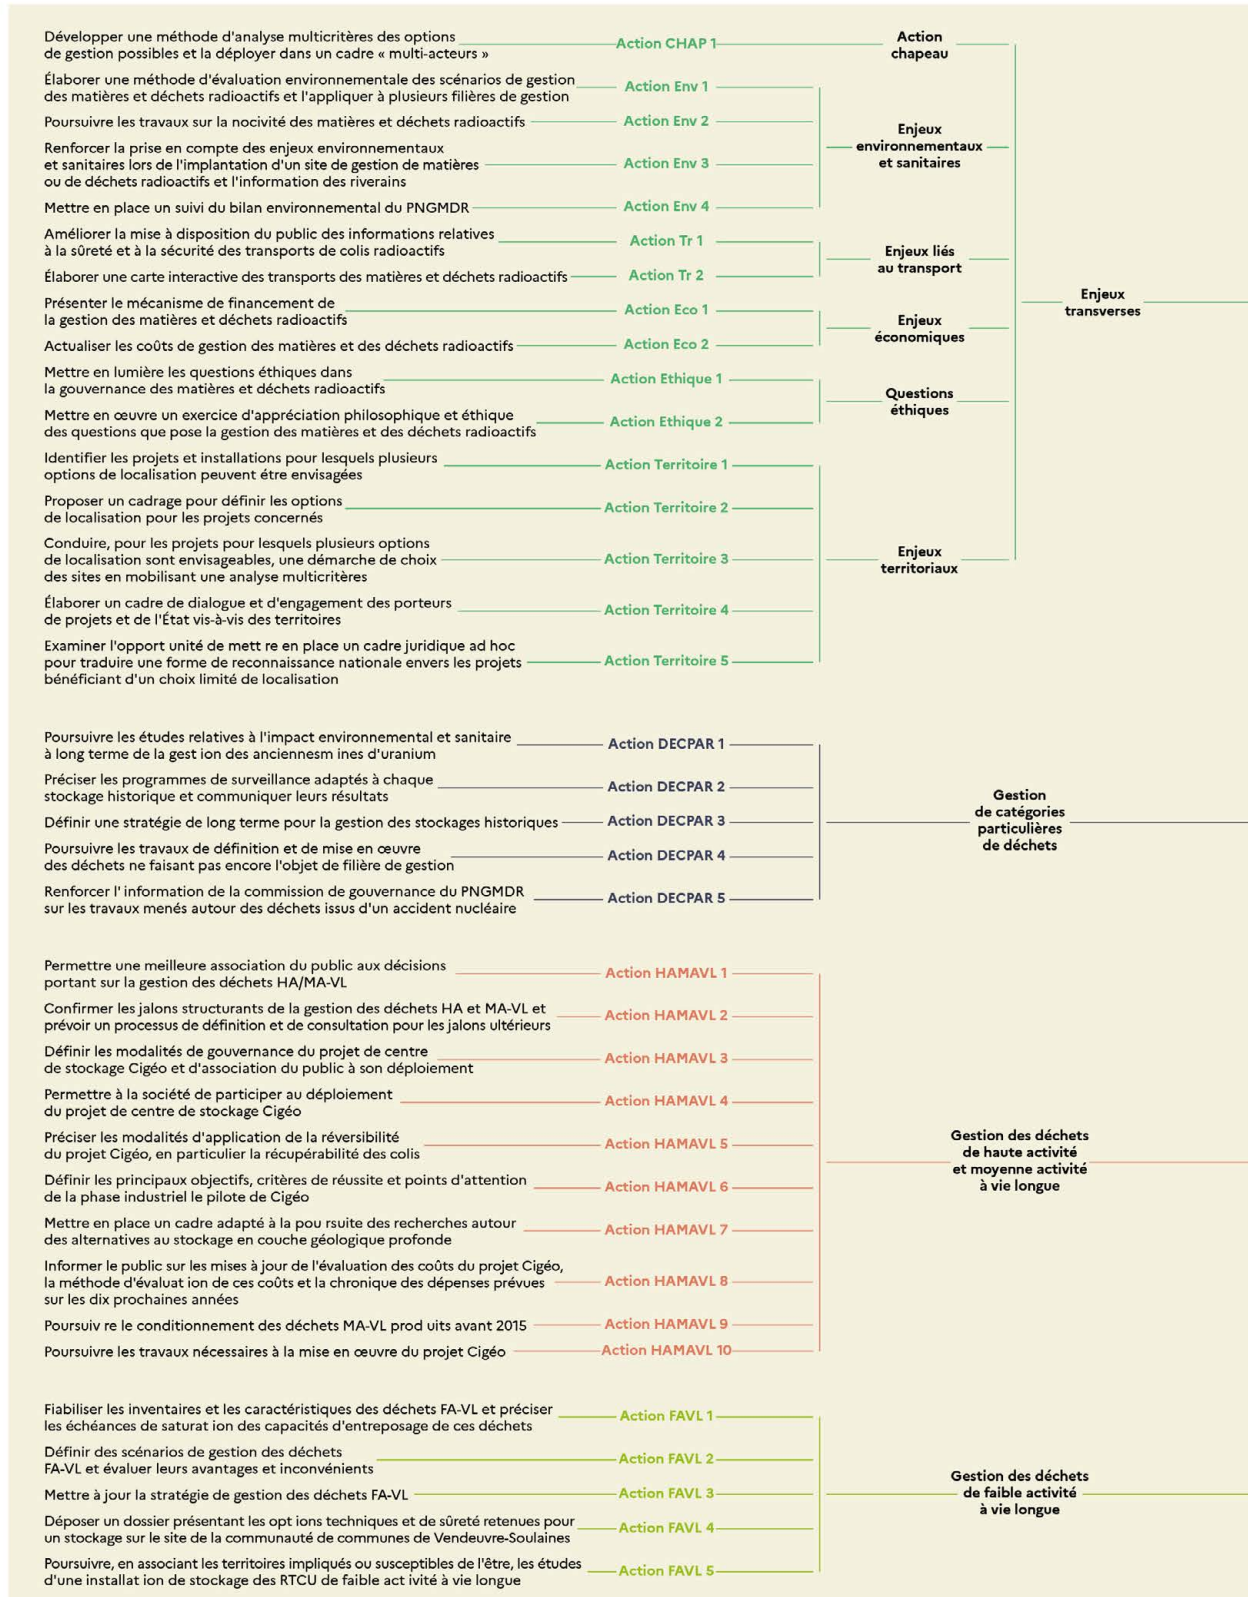 Développer une méthode d'analyse multicritères des options
de gestion possibles et la déployer dans un cadre « multi-acteurs »
Action CHAP 1
Action
chapeau
Élaborer une méthode d'évaluation environnementale des scénarios de gestion
des matières et déchets radioactifs et l'appliquer à plusieurs filières de gestion
Action Env 1
Poursuivre les travaux sur la nocivité des matières et déchets radioactifs
Action Env 2
Renforcer la prise en compte des enjeux environnementaux
et sanitaires lors de l'implantation d'un site de gestion de matières
ou de déchets radioactifs et l'information des riverains
Action Env 3
Mettre en place un suivi du bilan environnemental du PNGMDR
Action Env 4
Enjeux
environnementaux
et sanitaires
Améliorer la mise à disposition du public des informations relatives
à la sûreté et à la sécurité des transports de colis radioactifs
Action Tr 1
Élaborer une carte interactive des transports des matières et déchets radioactifs
Action Tr 2
Enjeux liés
au transport
Présenter le mécanisme de financement de
la gestion des matières et déchets radioactifs
Action Eco 1
Actualiser les coûts de gestion des matières et des déchets radioactifs
Action Eco 2
Enjeux
économiques
Mettre en lumière les questions éthiques dans
la gouvernance des matières et déchets radioactifs
Action Ethique 1
Mettre en œuvre un exercice d'appréciation philosophique et éthique
des questions que pose la gestion des matières et des déchets radioactifs
Action Ethique 2
Questions
éthiques
Identifier les projets et installations pour lesquels plusieurs
options de localisation peuvent étre envisagées
Action Territoire 1
Proposer un cadrage pour définir les options
de localisation pour les projets concernés
Action Territoire 2
Conduire, pour les projets pour lesquels plusieurs options
de localisation sont envisageables, une démarche de choix
des sites en mobilisant une analyse multicritères
Action Territoire 3
Élaborer un cadre de dialogue et d'engagement des porteurs
de projets et de l'État vis-à-vis des territoires
Action Territoire 4
Examiner l'opport unité de mett re en place un cadre juridique ad hoc
pour traduire une forme de reconnaissance nationale envers les projets
bénéficiant d'un choix limité de localisation
Action Territoire 5
Enjeux
territoriaux
Enjeux
transverses
Poursuivre les études relatives à l'impact environnemental et sanitaire
à long terme de la gest ion des anciennesm ines d'uranium
Action DECPAR 1
Préciser les programmes de surveillance adaptés à chaque
stockage historique et communiquer leurs résultats
Action DECPAR 2
Définir une stratégie de long terme pour la gestion des stockages historiques
Action DECPAR 3
Poursuivre les travaux de définition et de mise en œuvre
des déchets ne faisant pas encore l'objet de filière de gestion
Action DECPAR 4
Renforcer l' information de la commission de gouvernance du PNGMDR
sur les travaux menés autour des déchets issus d'un accident nucléaire
Action DECPAR 5
Gestion
de catégories
particulières
de déchets
Permettre une meilleure association du public aux décisions
portant sur la gestion des déchets HA/MA-VL
Action HAMAVL 1
Confirmer les jalons structurants de la gestion des déchets HA et MA-VL et
prévoir un processus de définition et de consultation pour les jalons ultérieurs
Action HAMAVL 2
Définir les modalités de gouvernance du projet de centre
de stockage Cigéo et d'association du public à son déploiement
Action HAMAVL 3
Permettre à la société de participer au déploiement
du projet de centre de stockage Cigéo
Action HAMAVL 4
Préciser les modalités d'application de la réversibilité
du projet Cigéo, en particulier la récupérabilité des colis
Action HAMAVL 5
Définir les principaux objectifs, critères de réussite et points d'attention
de la phase industriel le pilote de Cigéo
Action HAMAVL 6
Mettre en place un cadre adapté à la pou rsuite des recherches autour
des alternatives au stockage en couche géologique profonde
Action HAMAVL 7
Informer le public sur les mises à jour de l'évaluation des coûts du projet Cigéo,
la méthode d'évaluat ion de ces coûts et la chronique des dépenses prévues
sur les dix prochaines années
Action HAMAVL 8
Poursuiv re le conditionnement des déchets MA-VL prod uits avant 2015
Action HAMAVL 9
Poursuivre les travaux nécessaires à la mise en œuvre du projet Cigéo
Action HAMAVL 10
Gestion des déchets
de haute activité
et moyenne activité
à vie longue
Fiabiliser les inventaires et les caractéristiques des déchets FA-VL et préciser
les échéances de saturat ion des capacités d'entreposage de ces déchets
Action FAVL 1
Définir des scénarios de gestion des déchets
FA-VL et évaluer leurs avantages et inconvénients
Action FAVL 2
Mettre à jour la stratégie de gestion des déchets FA-VL
Action FAVL 3
Déposer un dossier présentant les opt ions techniques et de sûreté retenues pour
un stockage sur le site de la communauté de communes de Vendeuvre-Soulaines
Action FAVL 4
Poursuivre, en associant les territoires impliqués ou susceptibles de l'être, les études
d'une installat ion de stockage des RTCU de faible act ivité à vie longue
Action FAVL 5
Gestion des déchets
de faible activité
à vie longue